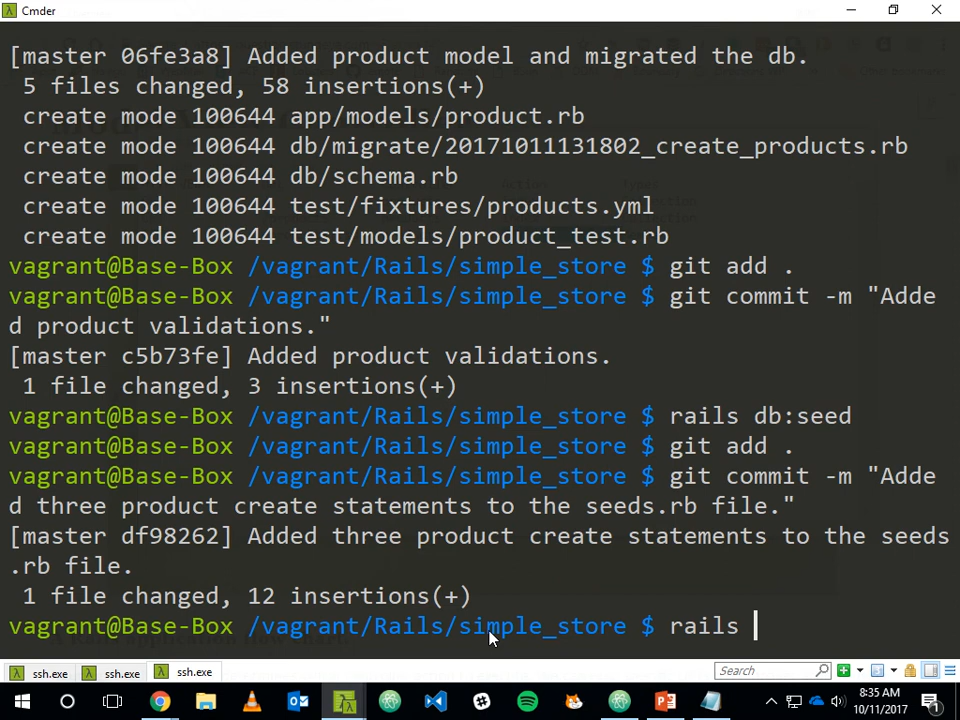 Cmder
[master 06fe3a8] Added product model and migrated the db.
5 files changed, 58 insertions(+)
create mode 100644 app/models/product.rb
create mode 100644 db/migrate/20171011131802_create_products.rb
create mode 100644 db/schema.rb
create mode 100644 test/fixtures/products.yml
create mode 100644 test/models/product_test.rb
vagrant@Base-Box /vagrant/Rails/simple_store $ git add .
vagrant@Base-Box /vagrant/Rails/simple_store $ git commit -m "Adde
d product validations."
[master c5b73fe] Added product validations.
1 file changed, 3 insertions(+)
vagrant@Base-Box /vagrant/Rails/simple_store $ rails db:seed
vagrant@Base-Box /vagrant/Rails/simple_store $ git add .
vagrant@Base-Box /vagrant/Rails/simple_store $ git commit -m "Adde
d three product create statements to the seeds.rb file."
[master df98262] Added three product create statements to the seeds
.rb file.
1 file changed, 12 insertions(+)
vagrant@Base-Box /vagrant/Rails/simple_store $ rails
ssh.exe ssh.exe ssh.exe Search
8:35 AM
10/11/2017